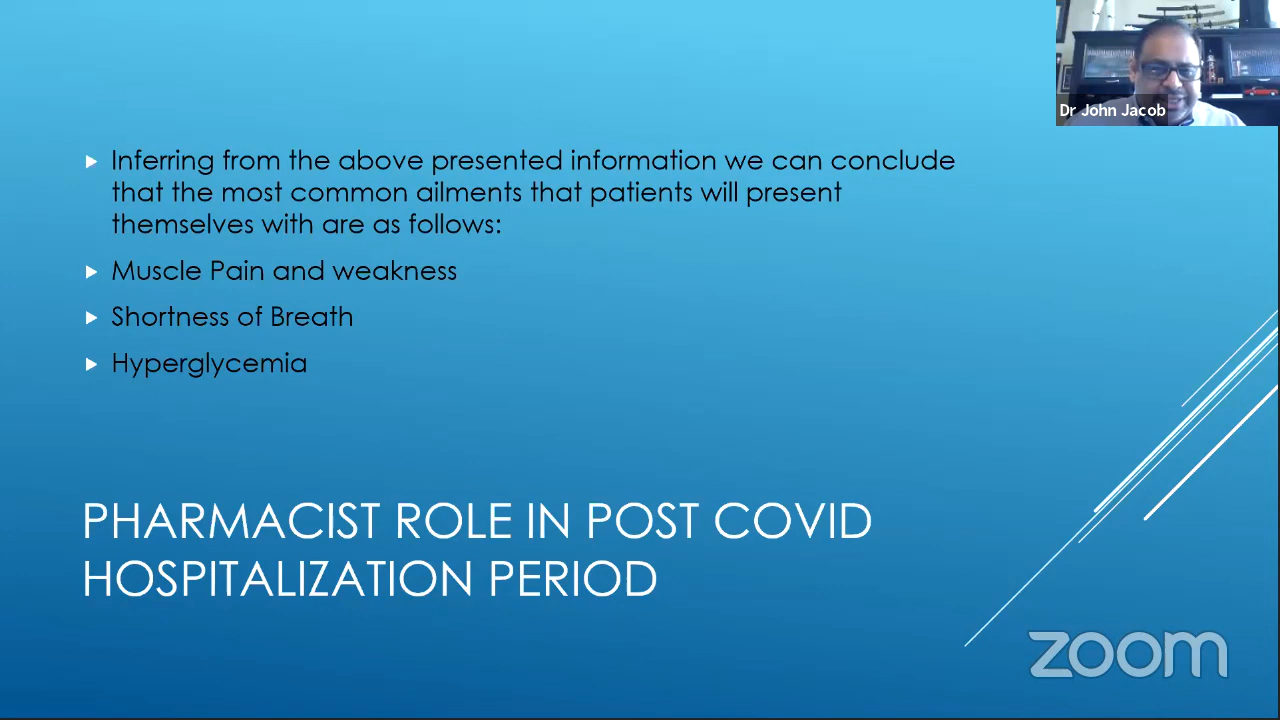 Dr John Jacob
Inferring from the above presented information we can conclude
that the most common ailments that patients will present
themselves with are as follows:
Muscle Pain and weakness
Shortness of Breath
Hyperglycemia
PHARMACIST ROLE IN POST COVID
HOSPITALIZATION PERIOD
zoom